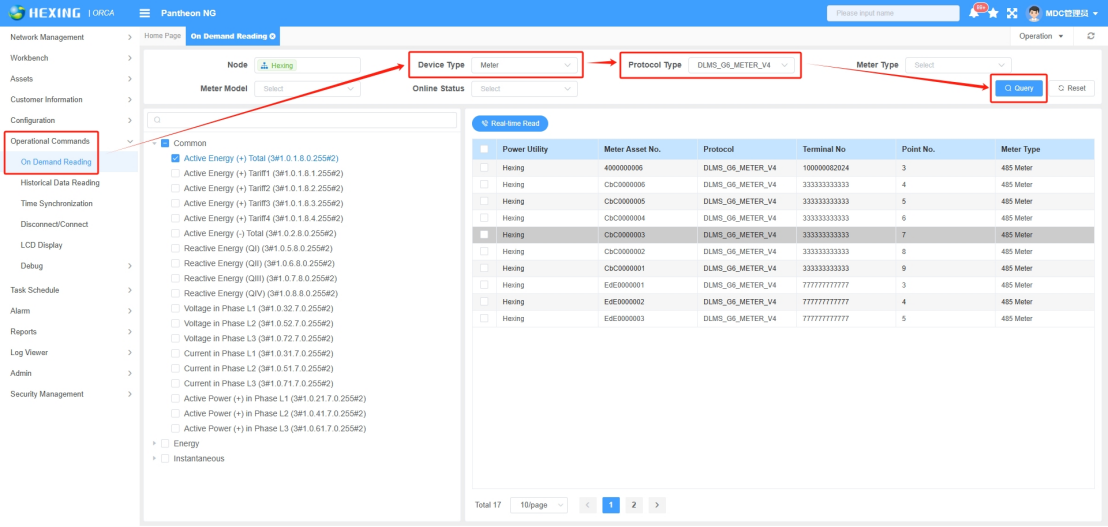 HEXING | ORCA
Pantheon NG
Please input name
99+
MDC管理员
Network Management
Workbench
Assets
Customer Information
Configuration
Operational Commands
On Demand Reading
Historical Data Reading
Time Synchronization
Disconnect/Connect
LCD Display
Debug
Task Schedule
Alarm
Reports
Log Viewer
Admin
Security Management
Home Page
On Demand Reading
Operation
Node
Hexing
Device Type
Meter
Protocol Type
DLMS_G6_METER_V4
Meter Type
Select
Meter Model
Select
Online Status
Select
Query
Reset
Common
Active Energy (+) Total (3#1.0.1.8.0.255#2)
Active Energy (+) Tariff1 (3#1.0.1.8.1.255#2)
Active Energy (+) Tariff2 (3#1.0.1.8.2.255#2)
Active Energy (+) Tariff3 (3#1.0.1.8.3.255#2)
Active Energy (+) Tariff4 (3#1.0.1.8.4.255#2)
Active Energy (-) Total (3#1.0.2.8.0.255#2)
Reactive Energy (QI) (3#1.0.5.8.0.255#2)
Reactive Energy (QII) (3#1.0.6.8.0.255#2)
Reactive Energy (QIII) (3#1.0.7.8.0.255#2)
Reactive Energy (QIV) (3#1.0.8.8.0.255#2)
Voltage in Phase L1 (3#1.0.32.7.0.255#2)
Voltage in Phase L2 (3#1.0.52.7.0.255#2)
Voltage in Phase L3 (3#1.0.72.7.0.255#2)
Current in Phase L1 (3#1.0.31.7.0.255#2)
Current in Phase L2 (3#1.0.51.7.0.255#2)
Current in Phase L3 (3#1.0.71.7.0.255#2)
Active Power (+) in Phase L1 (3#1.0.21.7.0.255#2)
Active Power (+) in Phase L2 (3#1.0.41.7.0.255#2)
Active Power (+) in Phase L3 (3#1.0.61.7.0.255#2)
Energy
Instantaneous
Real-time Read
Power Utility Meter Asset No. Protocol Terminal No Point No. Meter Type
Hexing 4000000006 DLMS_G6_METER_V4 100000082024 3 485 Meter
Hexing CbC0000006 DLMS_G6_METER_V4 333333333333 4 485 Meter
Hexing CbC0000005 DLMS_G6_METER_V4 333333333333 5 485 Meter
Hexing CbC0000004 DLMS_G6_METER_V4 333333333333 6 485 Meter
Hexing CbC0000003 DLMS_G6_METER_V4 333333333333 7 485 Meter
Hexing CbC0000002 DLMS_G6_METER_V4 333333333333 8 485 Meter
Hexing CbC0000001 DLMS_G6_METER_V4 333333333333 9 485 Meter
Hexing EdE0000001 DLMS_G6_METER_V4 777777777777 3 485 Meter
Hexing EdE0000002 DLMS_G6_METER_V4 777777777777 4 485 Meter
Hexing EdE0000003 DLMS_G6_METER_V4 777777777777 5 485 Meter
Total 17 10/page 1 2